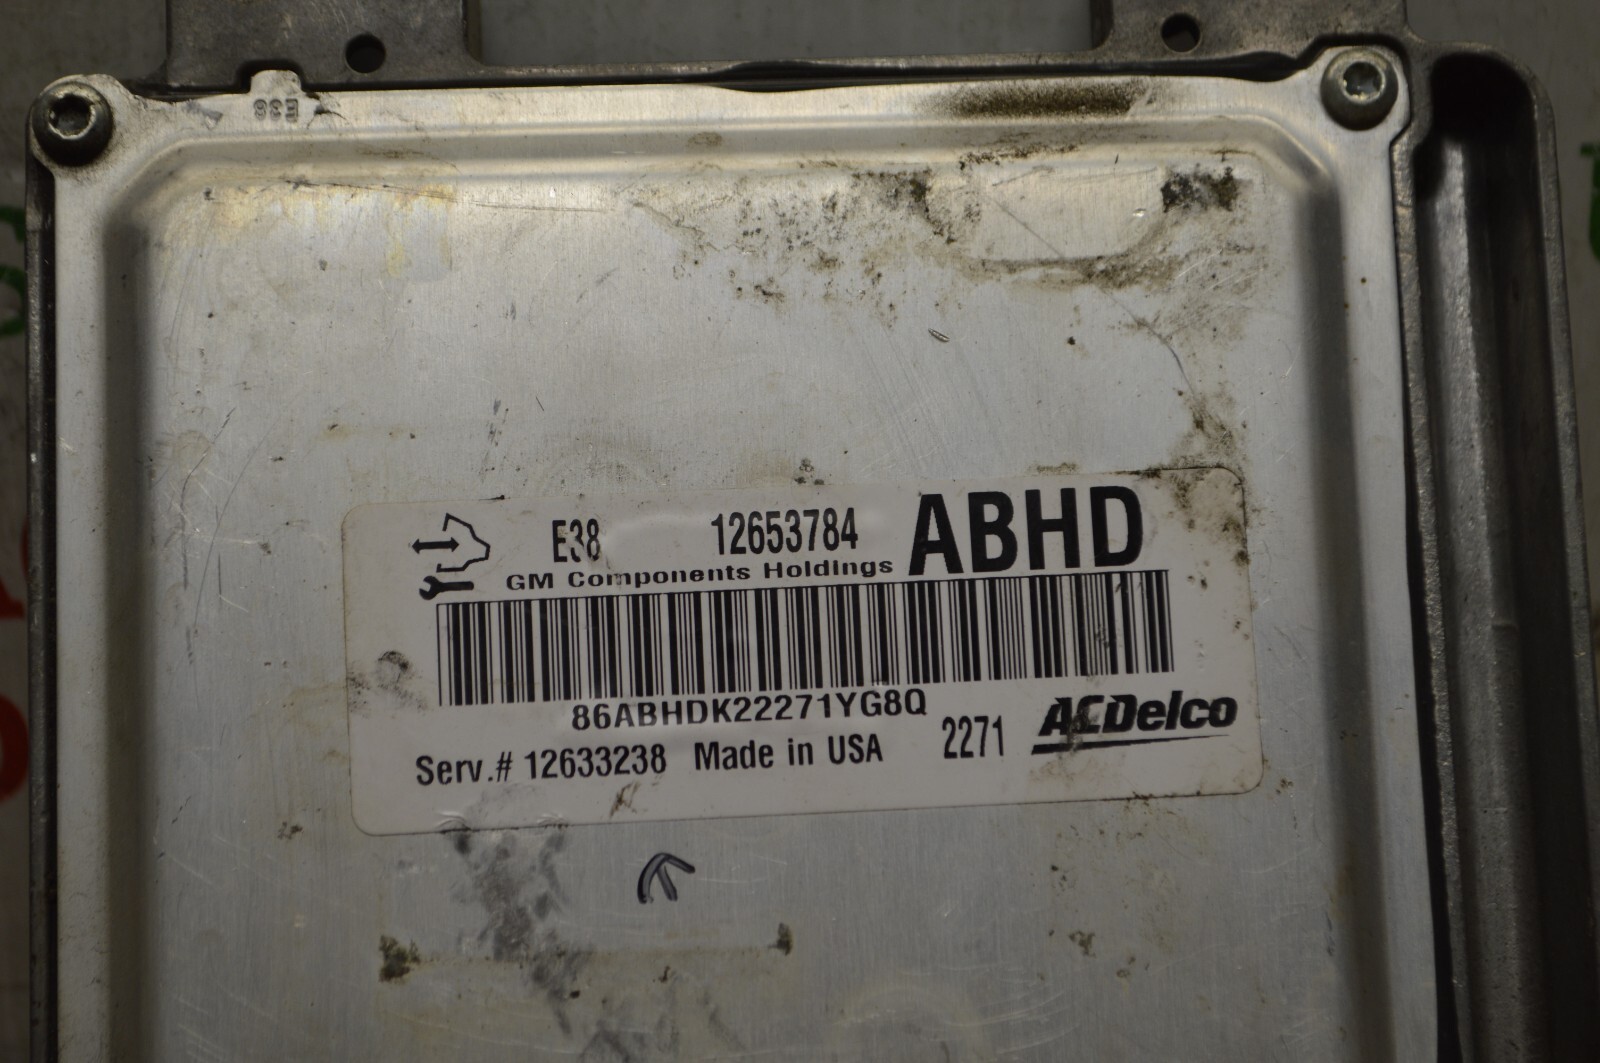 E38
E38 12653784 ABHD
GM Components Holdings
86ABHDK22271YG8Q
Serv.# 12633238 Made in USA 2271 ACDelco